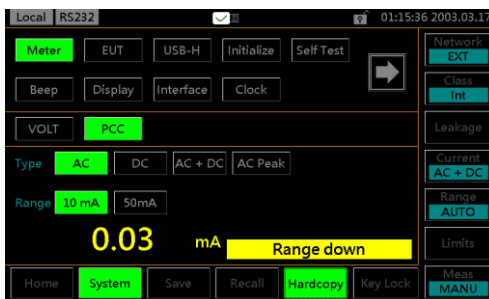 Local RS232 01:15:36 2003.03.17
Meter EUT USB-H Initialize Self Test
Beep Display Interface Clock
VOLT PCC
Type AC DC AC + DC AC Peak
Range 10 mA 50mA
0.03 mA Range down
Home System Save Recall Hardcopy Key Lock
Network
EXT
Class
Int
Leakage
Current
AC + DC
Range
AUTO
Limits
Meas
MANU